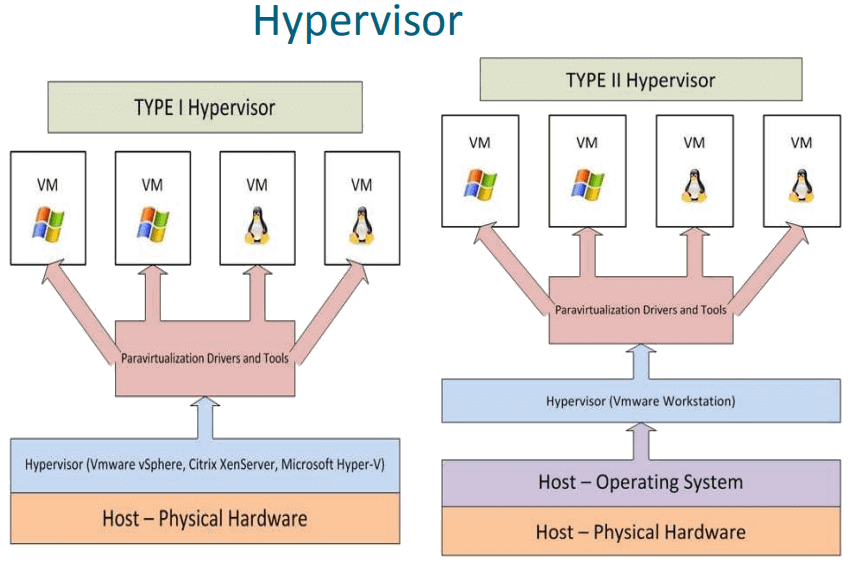 Hypervisor
TYPE I Hypervisor
VM
VM
VM
VM
Paravirtualization Drivers and Tools
Hypervisor (Vmware vSphere, Citrix XenServer, Microsoft Hyper-V)
Host – Physical Hardware
TYPE II Hypervisor
VM
VM
VM
VM
Paravirtualization Drivers and Tools
Hypervisor (Vmware Workstation)
Host – Operating System
Host – Physical Hardware